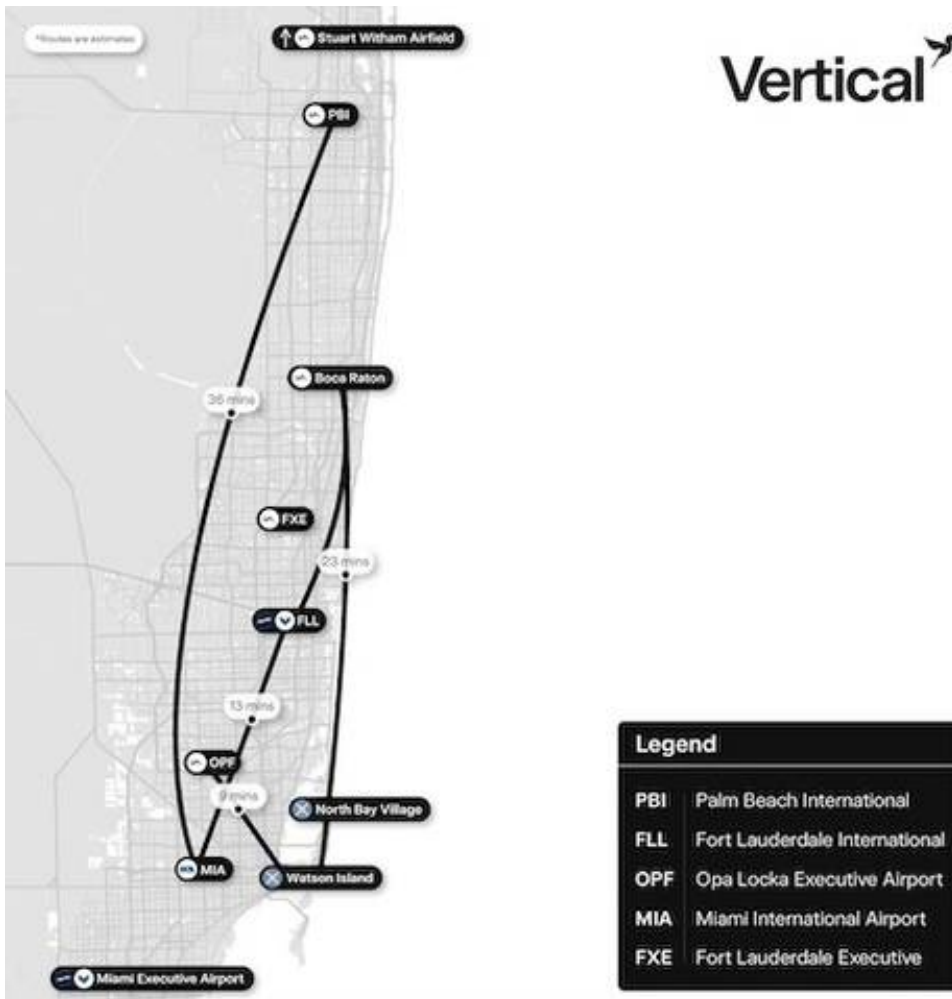 *Routes are estimated
Stuart Witham Airfield
Vertical
PBI
Boca Raton
36 mins
FXE
23 mins
FLL
13 mins
OPF
9 mins
North Bay Village
MIA
Watson Island
Miami Executive Airport
Legend
PBI Palm Beach International
FLL Fort Lauderdale International
OPF Opa Locka Executive Airport
MIA Miami International Airport
FXE Fort Lauderdale Executive